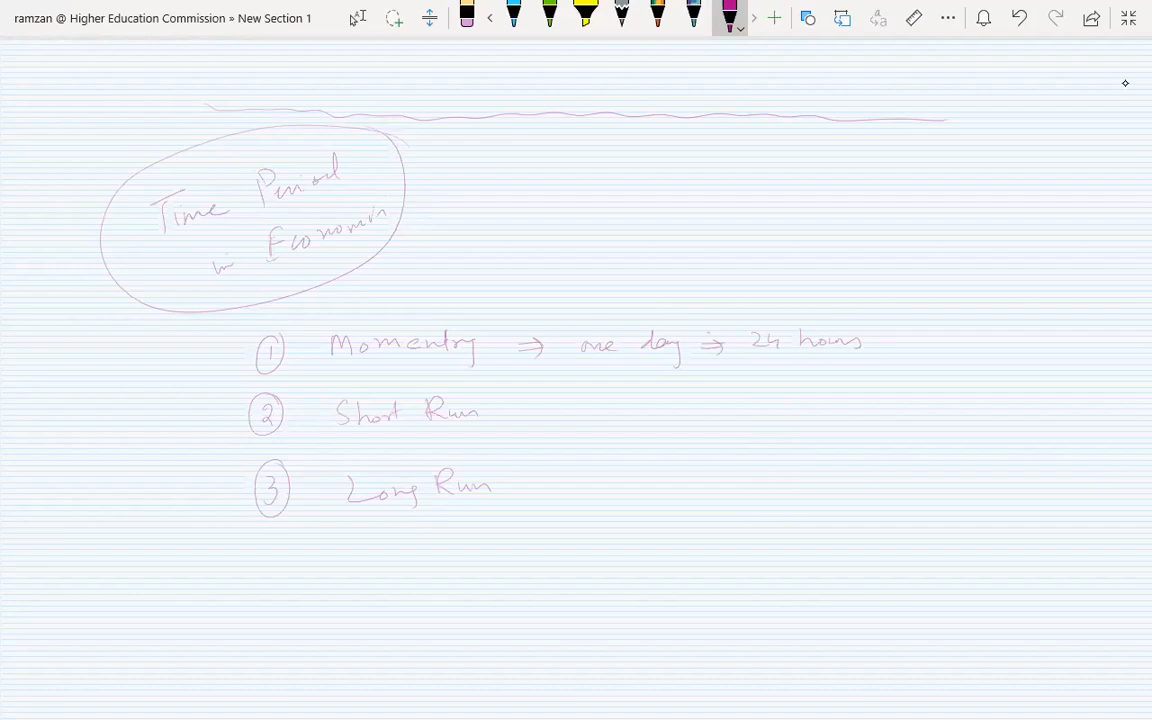 ramzan @ Higher Education Commission » New Section 1
Time Period
in Economin
① Momentry ⇒ one day ⇒ 24 hours
② Short Run
③ Long Run